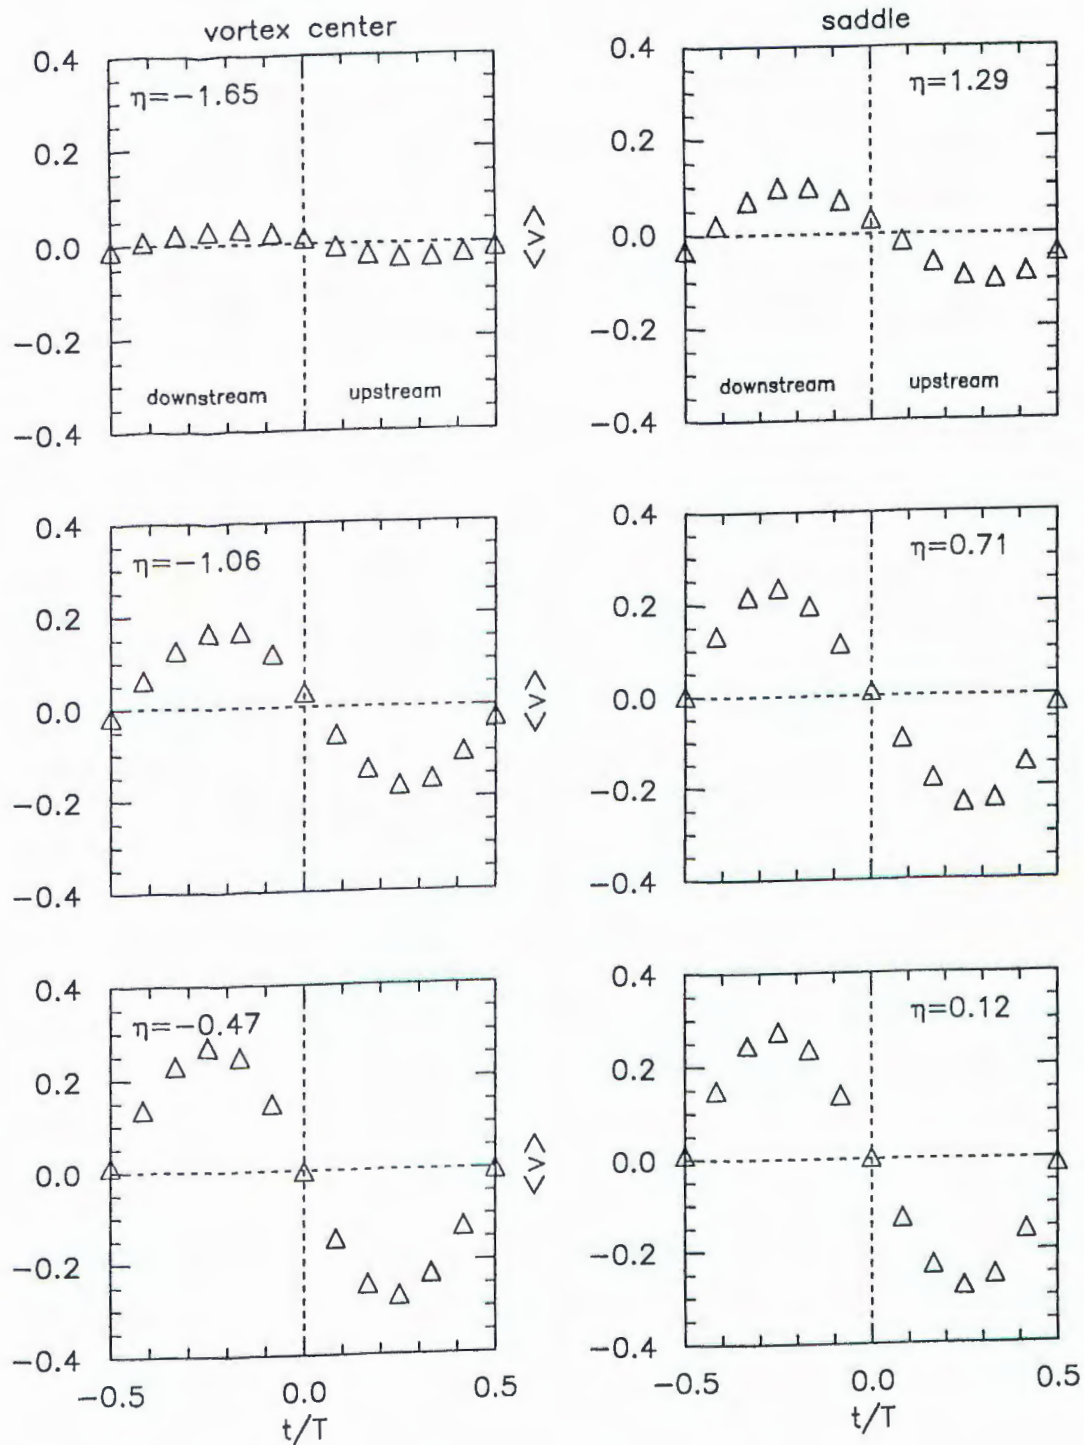 vortex center
saddle
0.4
0.2
0.0
−0.2
−0.4
η=−1.65
downstream
upstream
<v>
0.4
0.2
0.0
−0.2
−0.4
η=1.29
downstream
upstream
0.4
0.2
0.0
−0.2
−0.4
η=−1.06
<v>
0.4
0.2
0.0
−0.2
−0.4
η=0.71
0.4
0.2
0.0
−0.2
−0.4
η=−0.47
−0.5
0.0
0.5
t/T
<v>
0.4
0.2
0.0
−0.2
−0.4
η=0.12
−0.5
0.0
0.5
t/T